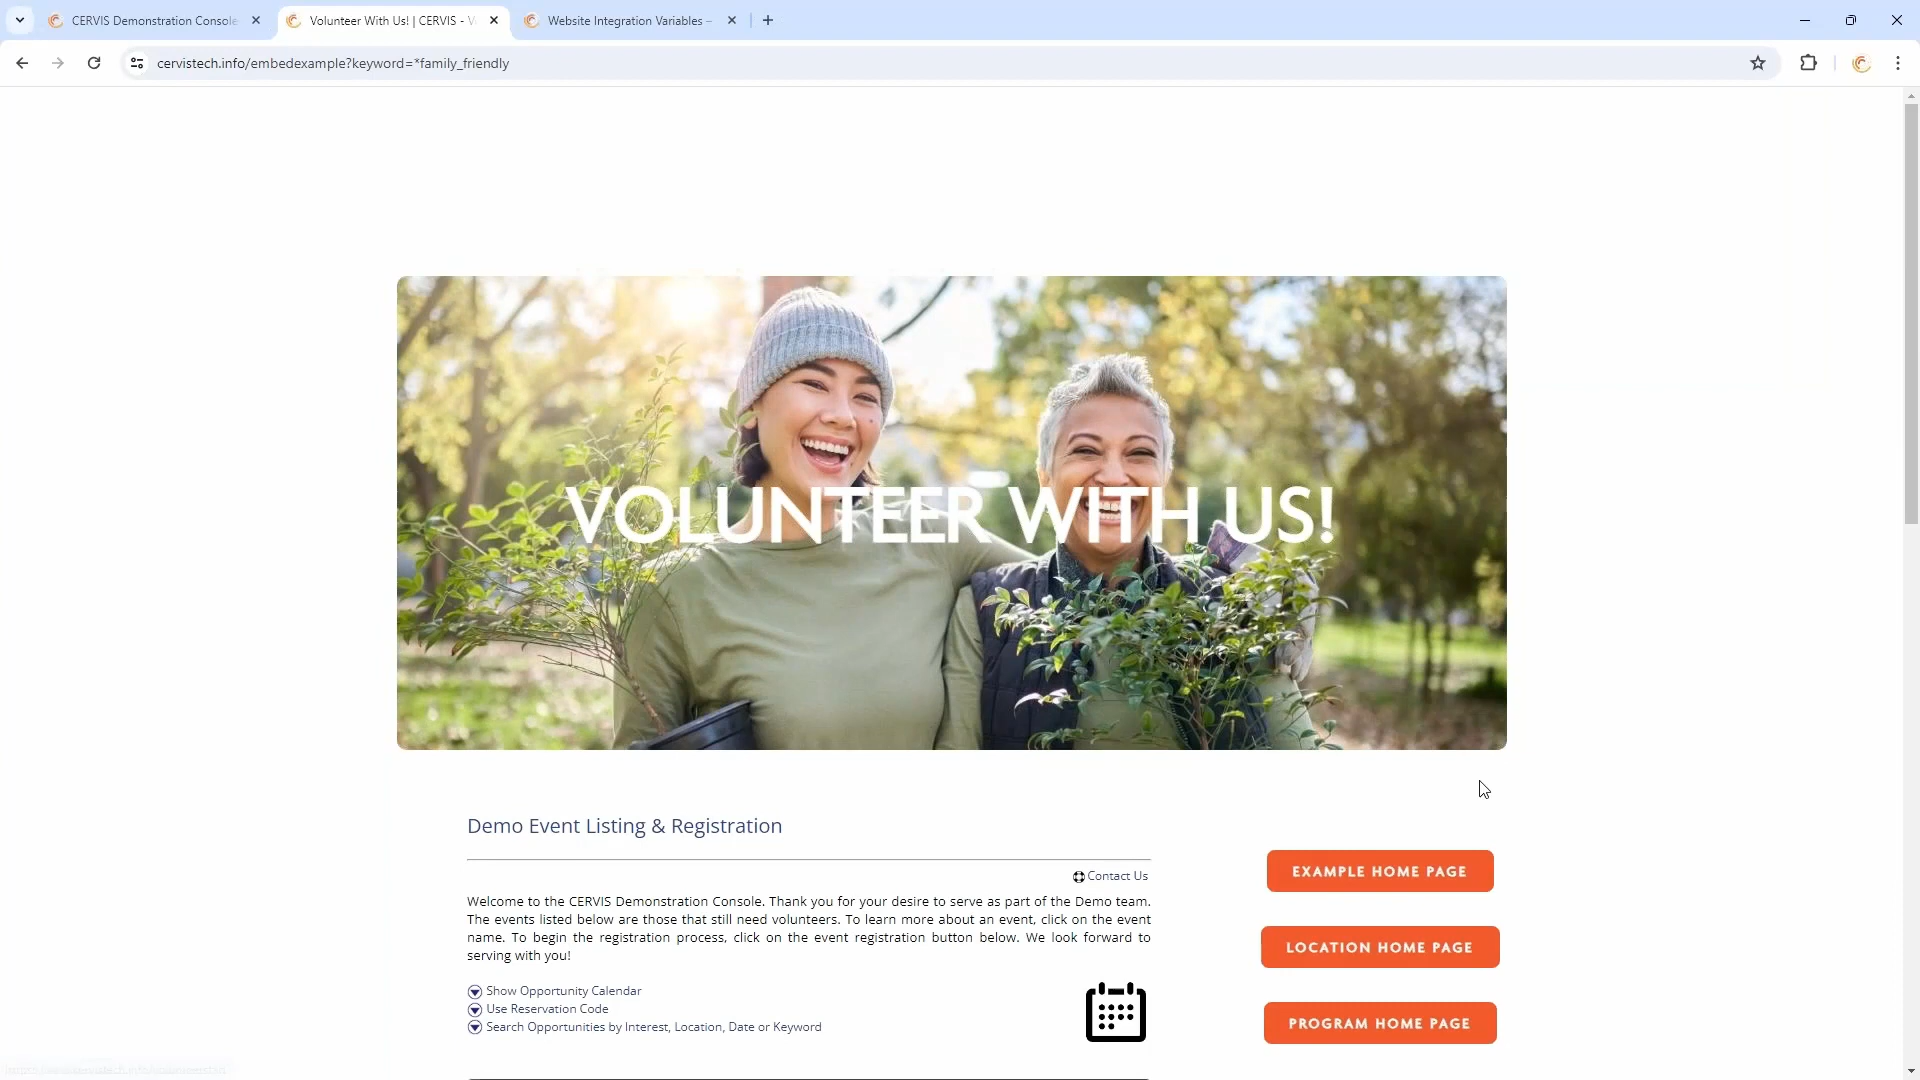 CERVIS Demonstration Console
Volunteer With Us! | CERVIS - V
Website Integration Variables –
cervistech.info/embedexample?keyword=*family_friendly
VOLUNTEER WITH US!
Demo Event Listing & Registration
Contact Us
Welcome to the CERVIS Demonstration Console. Thank you for your desire to serve as part of the Demo team.
The events listed below are those that still need volunteers. To learn more about an event, click on the event
name. To begin the registration process, click on the event registration button below. We look forward to
serving with you!
Show Opportunity Calendar
Use Reservation Code
Search Opportunities by Interest, Location, Date or Keyword
EXAMPLE HOME PAGE
LOCATION HOME PAGE
PROGRAM HOME PAGE